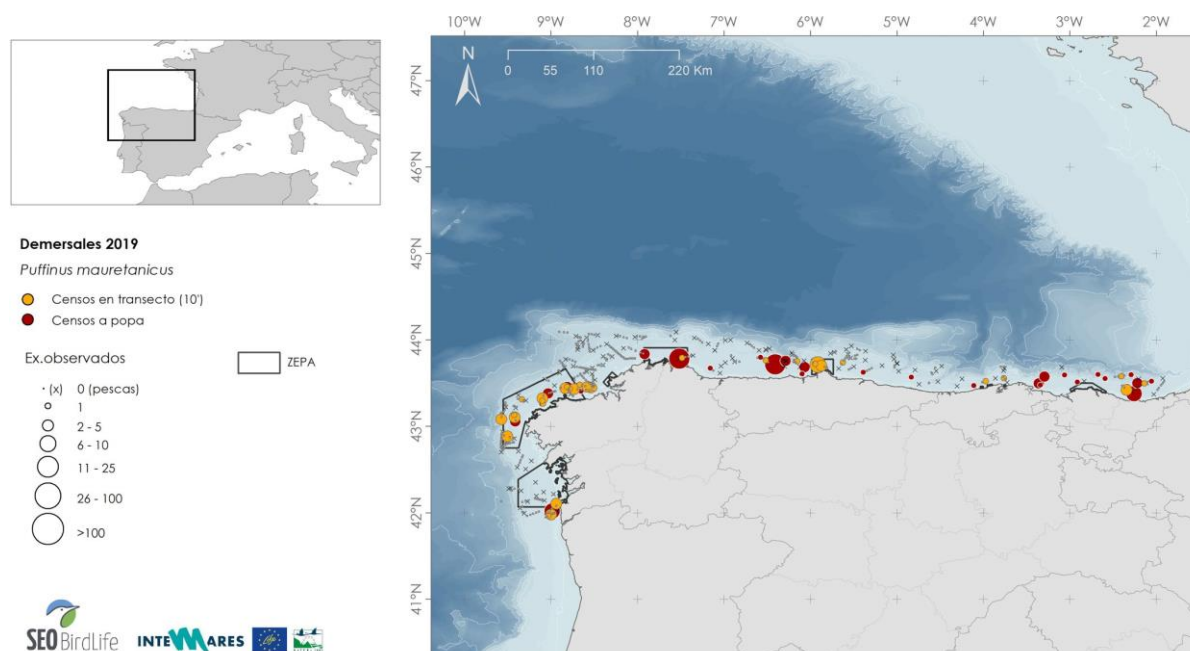 10°W 9°W 8°W 7°W 6°W 5°W 4°W 3°W 2°W
N
0 55 110 220 Km
47°N
46°N
45°N
44°N
43°N
42°N
41°N
Demersales 2019
Puffinus mauretanicus
Censos en transecto (10')
Censos a popa
Ex.observados
ZEPA
(x) 0 (pescas)
1
2 - 5
6 - 10
11 - 25
26 - 100
>100
SEO BirdLife
INTEMARES